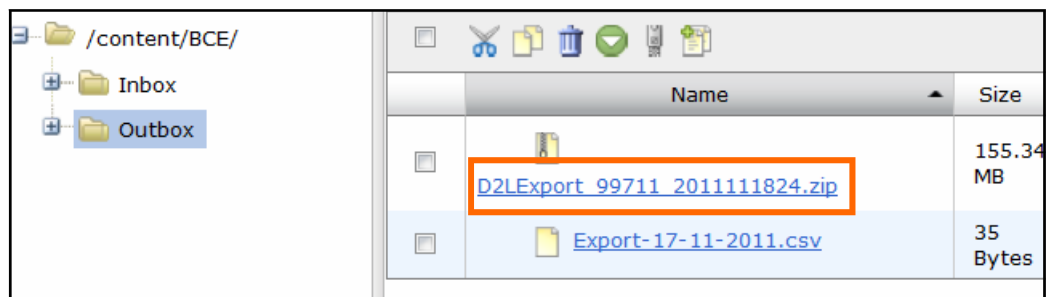 /content/BCE/
Inbox
Outbox
Name Size
D2LExport_99711_2011111824.zip
155.34
MB
Export-17-11-2011.csv
35
Bytes